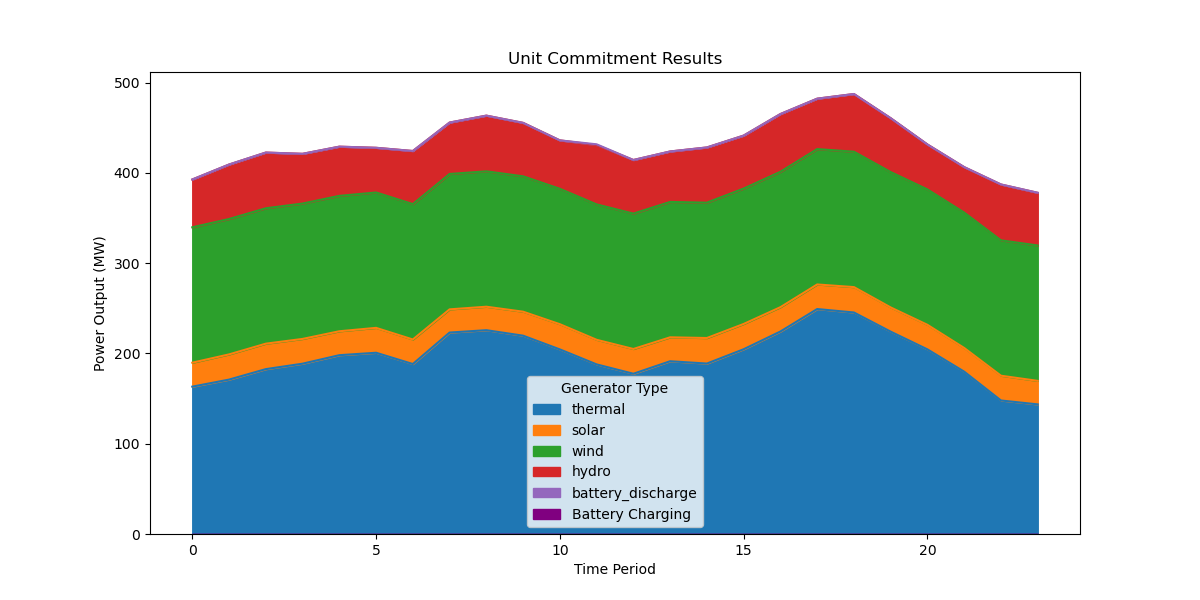 Unit Commitment Results
Power Output (MW)
500
400
300
200
100
0
Generator Type
thermal
solar
wind
hydro
battery_discharge
Battery Charging
0 5 10 15 20
Time Period